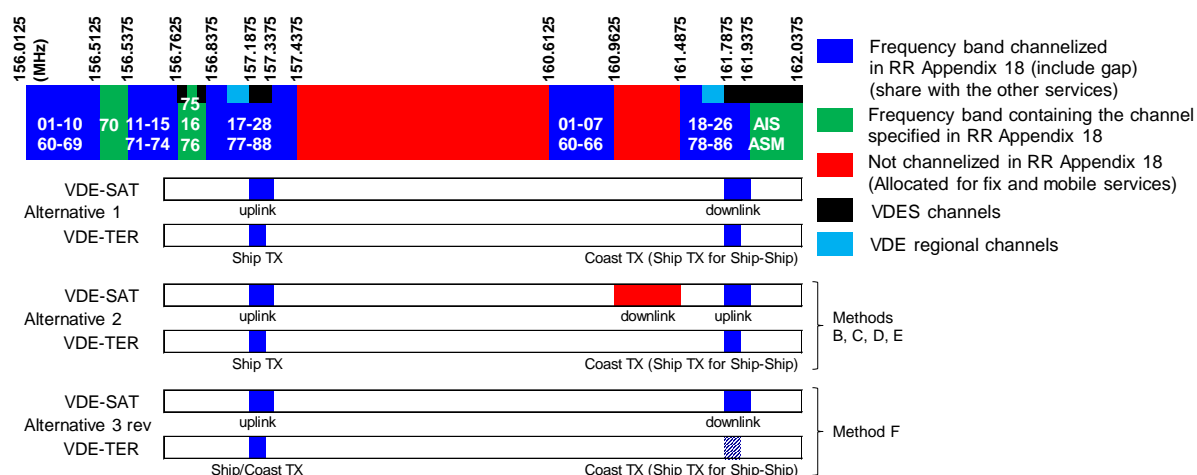 156.0125
(MHz)
156.5125
156.5375
156.7625
156.8375
157.1875
157.3375
157.4375
160.6125
160.9625
161.4875
161.7875
161.9375
162.0375
01-10
60-69
70
11-15
71-74
75
16
76
17-28
77-88
01-07
60-66
18-26
78-86
AIS
ASM
Frequency band channelized
in RR Appendix 18 (include gap)
(share with the other services)
Frequency band containing the channel
specified in RR Appendix 18
Not channelized in RR Appendix 18
(Allocated for fix and mobile services)
VDES channels
VDE regional channels
VDE-SAT
uplink
downlink
Alternative 1
VDE-TER
Ship TX
Coast TX (Ship TX for Ship-Ship)
VDE-SAT
uplink
downlink
uplink
Alternative 2
VDE-TER
Ship TX
Coast TX (Ship TX for Ship-Ship)
Methods
B, C, D, E
VDE-SAT
uplink
downlink
Alternative 3 rev
VDE-TER
Ship/Coast TX
Coast TX (Ship TX for Ship-Ship)
Method F